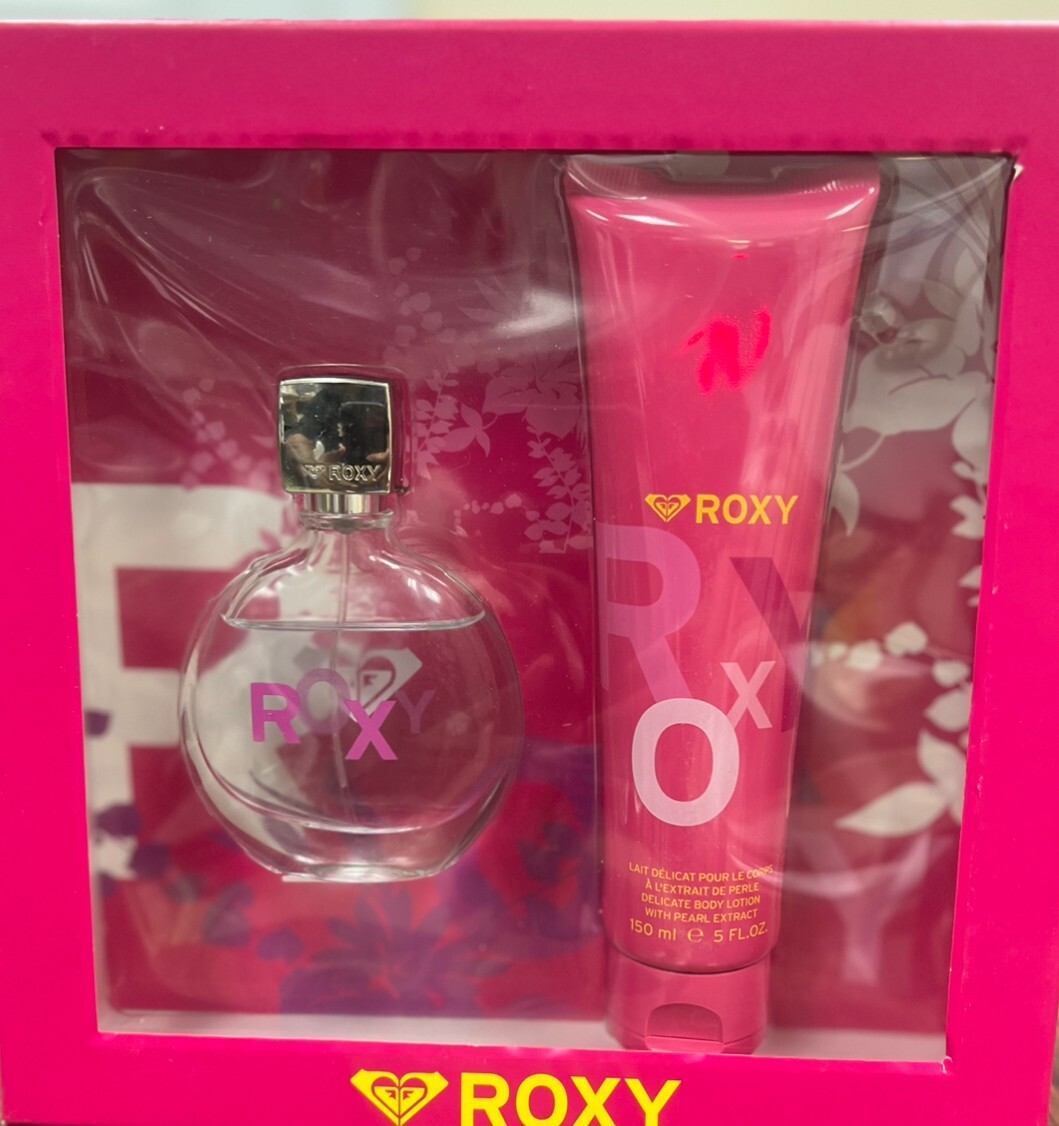 ROXY
ROXY
ROXY
RXY
O
LAIT DÉLICAT POUR LE CORPS
À L'EXTRAIT DE PERLE
DELICATE BODY LOTION
WITH PEARL EXTRACT
150 ml ℮ 5 FL.OZ.
ROXY